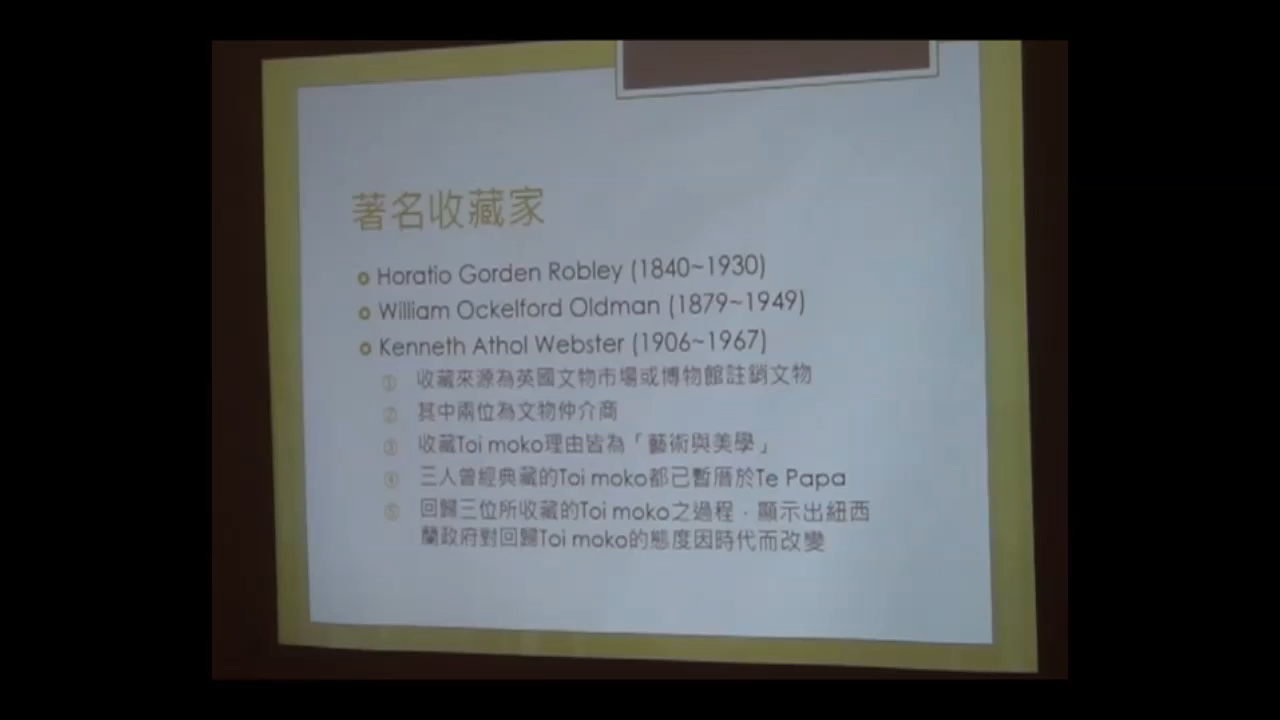 著名收藏家
Horatio Gorden Robley (1840~1930)
William Ockelford Oldman (1879~1949)
Kenneth Athol Webster (1906~1967)
① 收藏來源為英國文物市場或博物館註銷文物
② 其中兩位為文物仲介商
③ 收藏Toi moko理由皆為「藝術與美學」
④ 三人曾經典藏的Toi moko都已暫厝於Te Papa
⑤ 回歸三位所收藏的Toi moko之過程，顯示出紐西
蘭政府對回歸Toi moko的態度因時代而改變